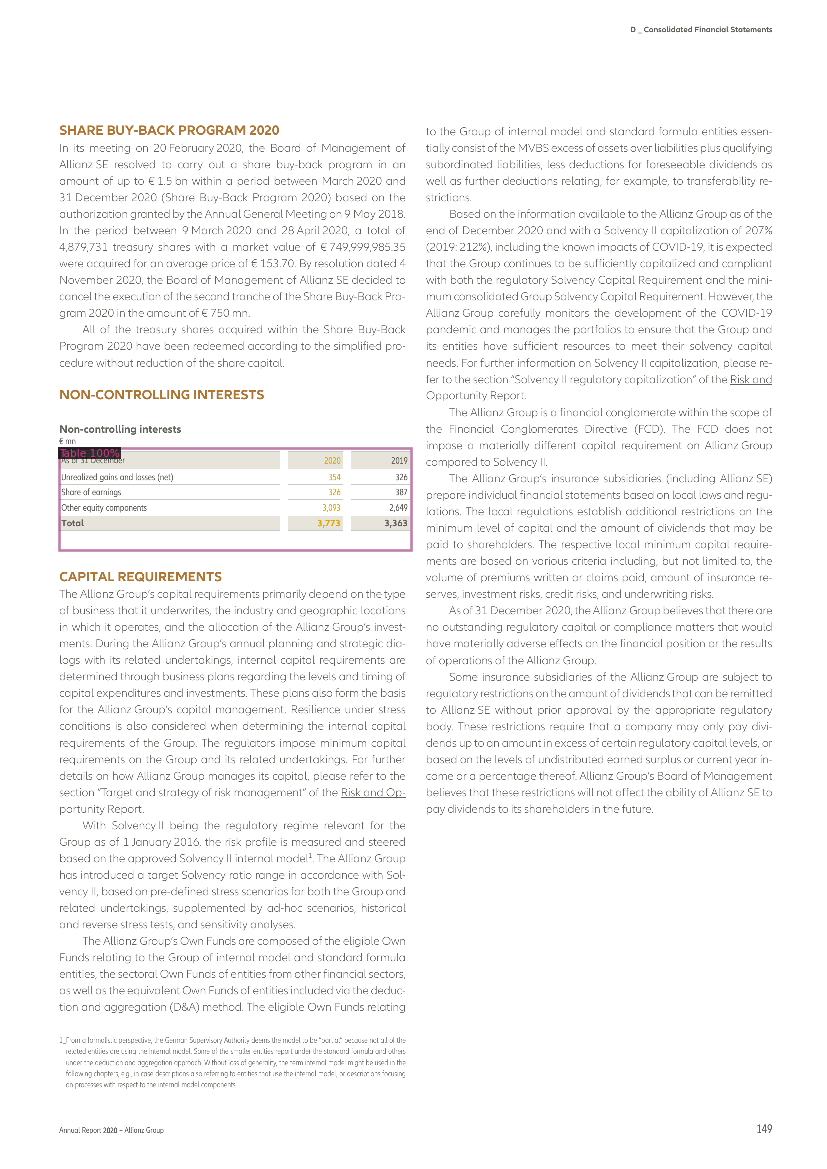 D _ Consolidated Financial Statements
SHARE BUY-BACK PROGRAM 2020
In its meeting on 20 February 2020, the Board of Management of
Allianz SE resolved to carry out a share buy-back program in an
amount of up to € 1.5 bn within a period between March 2020 and
31 December 2020 (Share Buy-Back Program 2020) based on the
authorization granted by the Annual General Meeting on 9 May 2018.
In the period between 9 March 2020 and 28 April 2020, a total of
4,879,731 treasury shares with a market value of € 749,999,985.35
were acquired for an average price of € 153.70. By resolution dated 4
November 2020, the Board of Management of Allianz SE decided to
cancel the execution of the second tranche of the Share Buy-Back Pro-
gram 2020 in the amount of € 750 mn.
All of the treasury shares acquired within the Share Buy-Back
Program 2020 have been redeemed according to the simplified pro-
cedure without reduction of the share capital.
NON-CONTROLLING INTERESTS
Non-controlling interests
€ mn
Table 100%
As of 31 December 2020 2019
Unrealized gains and losses (net) 354 326
Share of earnings 326 387
Other equity components 3,093 2,649
Total 3,773 3,363
CAPITAL REQUIREMENTS
The Allianz Group's capital requirements primarily depend on the type
of business that it underwrites, the industry and geographic locations
in which it operates, and the allocation of the Allianz Group's invest-
ments. During the Allianz Group's annual planning and strategic dia-
logs with its related undertakings, internal capital requirements are
determined through business plans regarding the levels and timing of
capital expenditures and investments. These plans also form the basis
for the Allianz Group's capital management. Resilience under stress
conditions is also considered when determining the internal capital
requirements of the Group. The regulators impose minimum capital
requirements on the Group and its related undertakings. For further
details on how Allianz Group manages its capital, please refer to the
section "Target and strategy of risk management" of the Risk and Op-
portunity Report.
With Solvency II being the regulatory regime relevant for the
Group as of 1 January 2016, the risk profile is measured and steered
based on the approved Solvency II internal model1. The Allianz Group
has introduced a target Solvency ratio range in accordance with Sol-
vency II, based on pre-defined stress scenarios for both the Group and
related undertakings, supplemented by ad-hoc scenarios, historical
and reverse stress tests, and sensitivity analyses.
The Allianz Group's Own Funds are composed of the eligible Own
Funds relating to the Group of internal model and standard formula
entities, the sectoral Own Funds of entities from other financial sectors,
as well as the equivalent Own Funds of entities included via the deduc-
tion and aggregation (D&A) method. The eligible Own Funds relating
1_From a formalistic perspective, the German Supervisory Authority deems the model to be "partial" because not all of the
related entities are using the internal model. Some of the smaller entities report under the standard formula and others
under the deduction and aggregation approach. Without loss of generality, the term internal model might be used in the
following chapters, e.g., in case descriptions also referring to entities that use the internal model, or descriptions focusing
on processes with respect to the internal model components.
to the Group of internal model and standard formula entities essen-
tially consist of the MVBS excess of assets over liabilities plus qualifying
subordinated liabilities, less deductions for foreseeable dividends as
well as further deductions relating, for example, to transferability re-
strictions.
Based on the information available to the Allianz Group as of the
end of December 2020 and with a Solvency II capitalization of 207%
(2019: 212%), including the known impacts of COVID-19, it is expected
that the Group continues to be sufficiently capitalized and compliant
with both the regulatory Solvency Capital Requirement and the mini-
mum consolidated Group Solvency Capital Requirement. However, the
Allianz Group carefully monitors the development of the COVID-19
pandemic and manages the portfolios to ensure that the Group and
its entities have sufficient resources to meet their solvency capital
needs. For further information on Solvency II capitalization, please re-
fer to the section "Solvency II regulatory capitalization" of the Risk and
Opportunity Report.
The Allianz Group is a financial conglomerate within the scope of
the Financial Conglomerates Directive (FCD). The FCD does not
impose a materially different capital requirement on Allianz Group
compared to Solvency II.
The Allianz Group's insurance subsidiaries (including Allianz SE)
prepare individual financial statements based on local laws and regu-
lations. The local regulations establish additional restrictions on the
minimum level of capital and the amount of dividends that may be
paid to shareholders. The respective local minimum capital require-
ments are based on various criteria including, but not limited to, the
volume of premiums written or claims paid, amount of insurance re-
serves, investment risks, credit risks, and underwriting risks.
As of 31 December 2020, the Allianz Group believes that there are
no outstanding regulatory capital or compliance matters that would
have materially adverse effects on the financial position or the results
of operations of the Allianz Group.
Some insurance subsidiaries of the Allianz Group are subject to
regulatory restrictions on the amount of dividends that can be remitted
to Allianz SE without prior approval by the appropriate regulatory
body. These restrictions require that a company may only pay divi-
dends up to an amount in excess of certain regulatory capital levels, or
based on the levels of undistributed earned surplus or current year in-
come or a percentage thereof. Allianz Group's Board of Management
believes that these restrictions will not affect the ability of Allianz SE to
pay dividends to its shareholders in the future.
Annual Report 2020 – Allianz Group
149